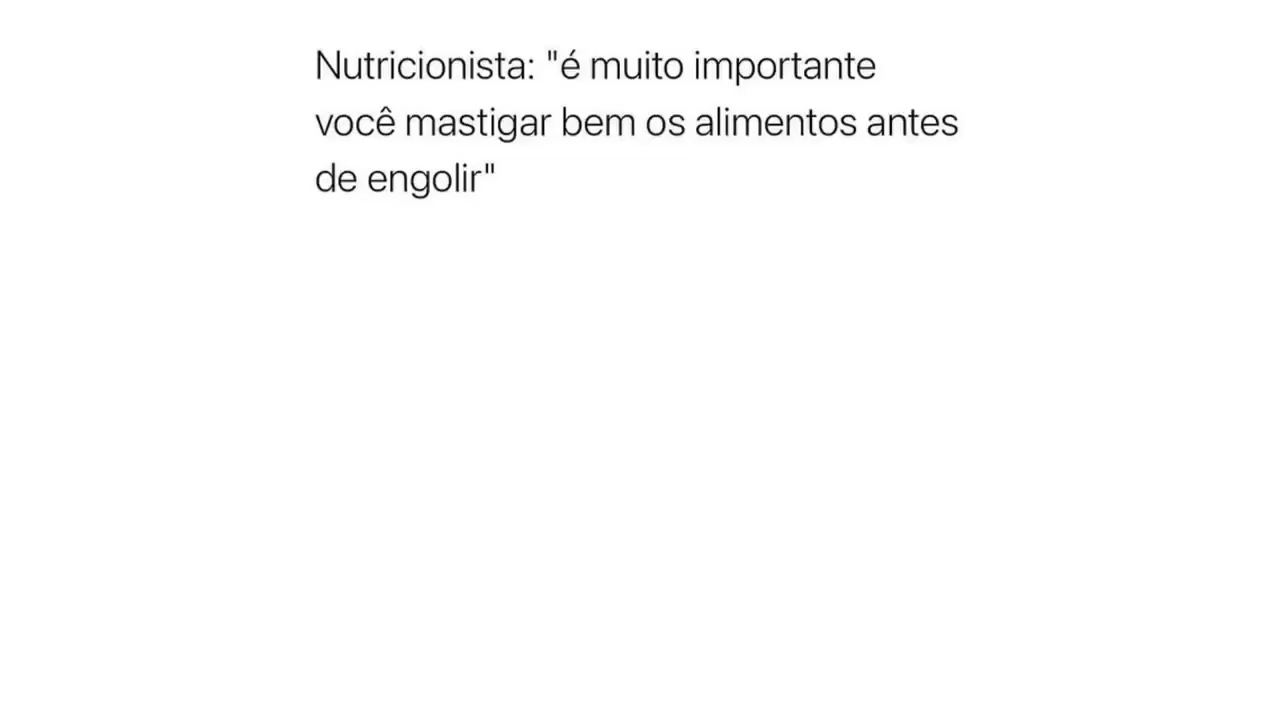 Nutricionista: "é muito importante
você mastigar bem os alimentos antes
de engolir"